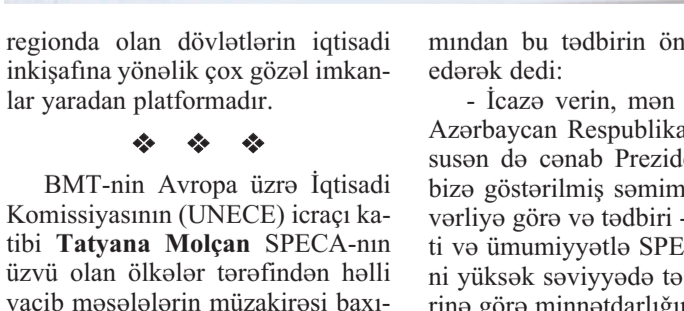 regionda olan dövlətlərin iqtisadi
inkişafına yönəlik çox gözəl imkan-
lar yaradan platformadır.
❖ ❖ ❖
BMT-nin Avropa üzrə İqtisadi
Komissiyasının (UNECE) icraçı ka-
tibi Tatyana Molçan SPECA-nın
üzvü olan ölkələr tərəfindən həlli
vacib məsələlərin müzakirəsi baxı-
mından bu tədbirin ön
edərək dedi:
- İcazə verin, mən
Azərbaycan Respublika
susən də cənab Prezide
bizə göstərilmiş səmim
vərliyə görə və tədbiri -
ti və ümumiyyətlə SPE
ni yüksək səviyyədə tə
rinə görə minnətdarlığı